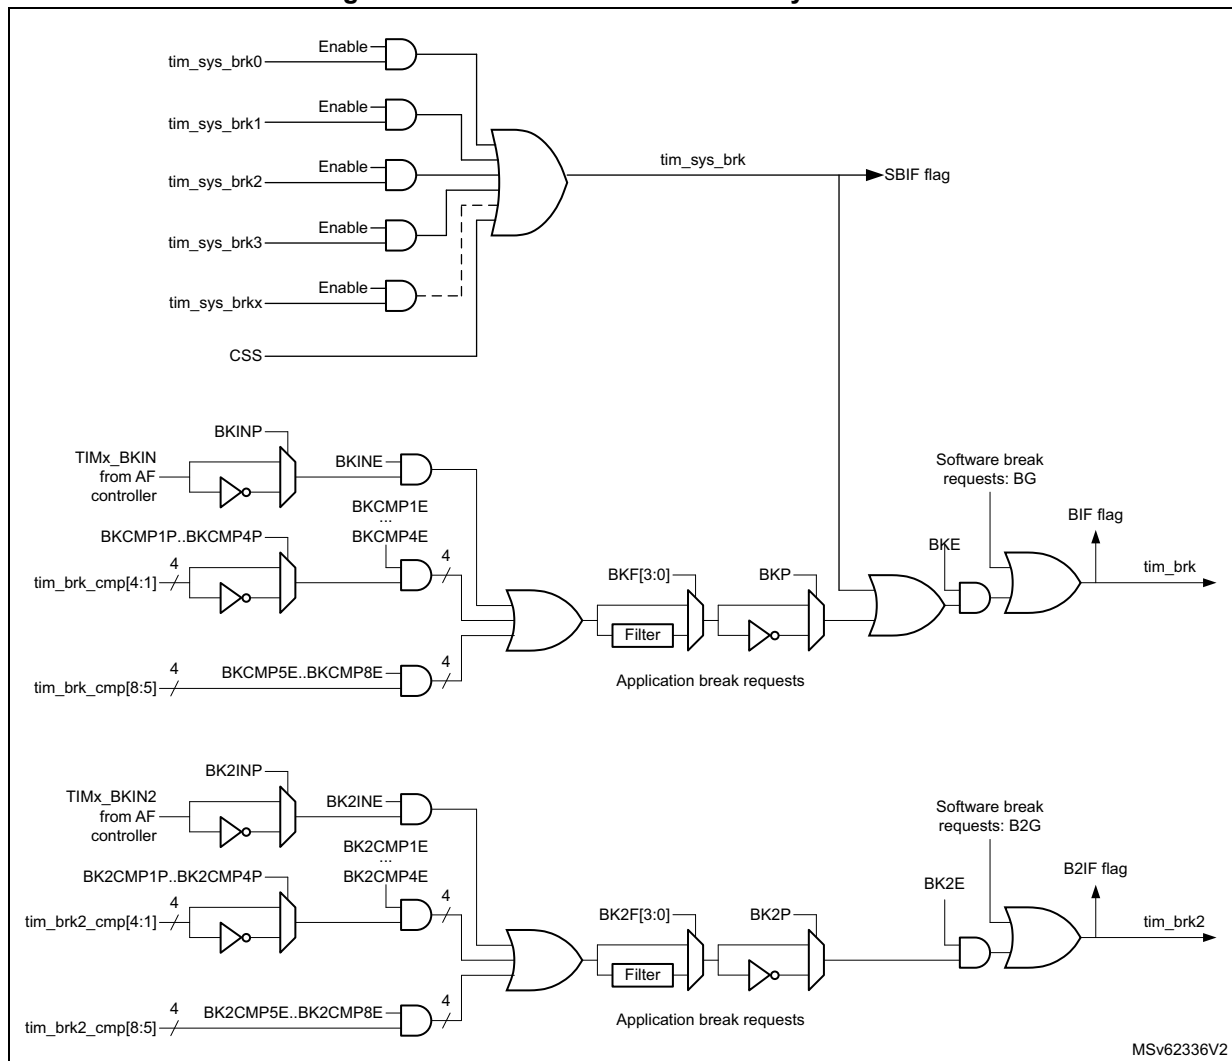 Enable
tim_sys_brk0
Enable
tim_sys_brk1
Enable
tim_sys_brk2
Enable
tim_sys_brk3
Enable
tim_sys_brkx
CSS
tim_sys_brk
SBIF flag
BKINP
TIMx_BKIN
from AF
controller
BKINE
BKCMP1E
...
BKCMP4E
BKCMP1P..BKCMP4P
4
tim_brk_cmp[4:1]
4
4
tim_brk_cmp[8:5]
BKCMP5E..BKCMP8E
4
BKF[3:0]
Filter
BKP
Application break requests
Software break
requests: BG
BKE
BIF flag
tim_brk
BK2INP
TIMx_BKIN2
from AF
controller
BK2INE
BK2CMP1E
...
BK2CMP4E
BK2CMP1P..BK2CMP4P
4
tim_brk2_cmp[4:1]
4
4
tim_brk2_cmp[8:5]
BK2CMP5E..BK2CMP8E
4
BK2F[3:0]
Filter
BK2P
Application break requests
Software break
requests: B2G
BK2E
B2IF flag
tim_brk2
MSv62336V2